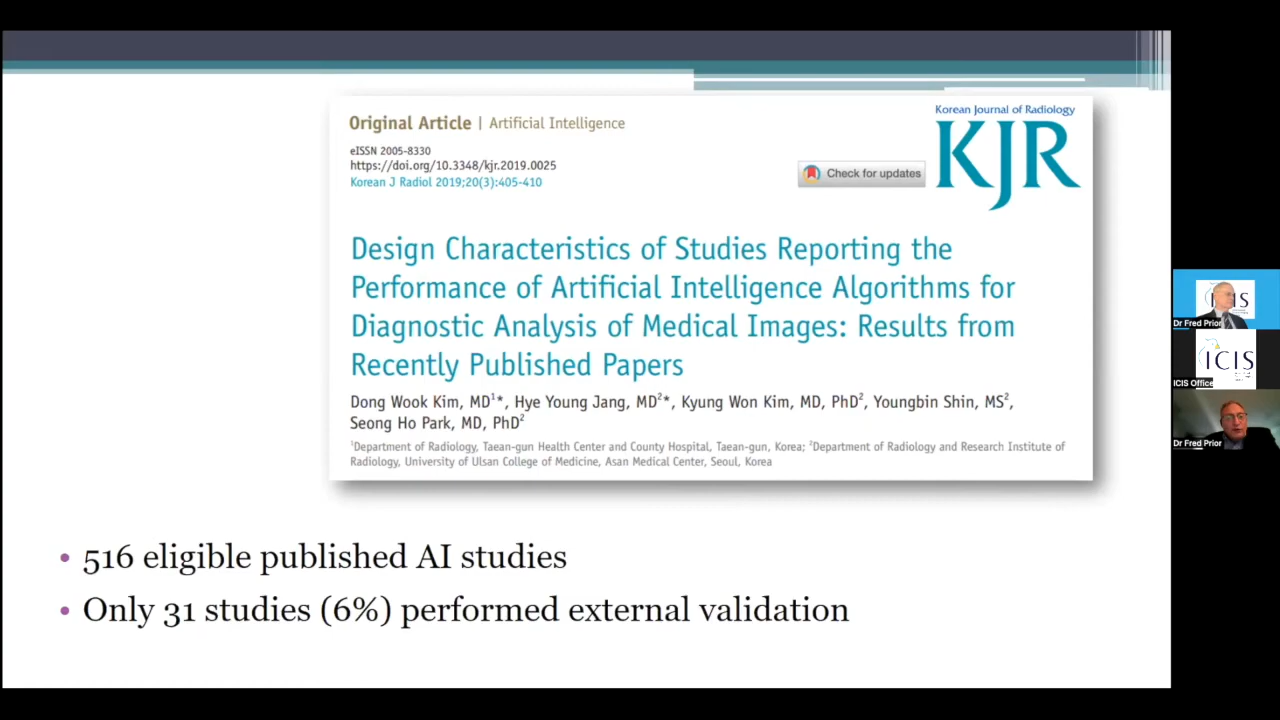 Original Article | Artificial Intelligence
eISSN 2005-8330
https://doi.org/10.3348/kjr.2019.0025
Korean J Radiol 2019;20(3):405-410
Check for updates
Korean Journal of Radiology
KJR
Design Characteristics of Studies Reporting the
Performance of Artificial Intelligence Algorithms for
Diagnostic Analysis of Medical Images: Results from
Recently Published Papers
Dong Wook Kim, MD1*, Hye Young Jang, MD2*, Kyung Won Kim, MD, PhD2, Youngbin Shin, MS2,
Seong Ho Park, MD, PhD2
1Department of Radiology, Taean-gun Health Center and County Hospital, Taean-gun, Korea; 2Department of Radiology and Research Institute of
Radiology, University of Ulsan College of Medicine, Asan Medical Center, Seoul, Korea
• 516 eligible published AI studies
• Only 31 studies (6%) performed external validation
Dr Fred Prior
ICIS
ICIS Office
Dr Fred Prior